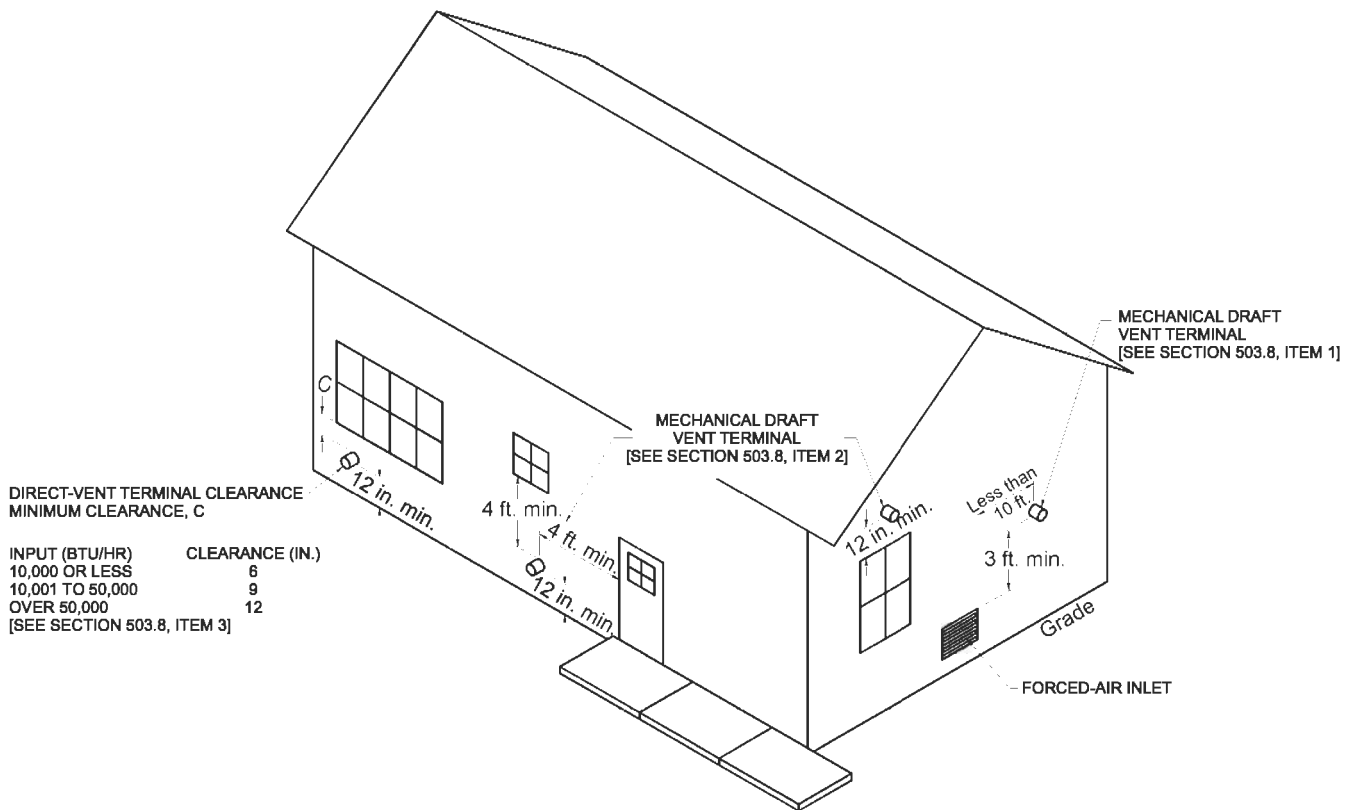 MECHANICAL DRAFT
VENT TERMINAL
[SEE SECTION 503.8, ITEM 1]
MECHANICAL DRAFT
VENT TERMINAL
[SEE SECTION 503.8, ITEM 2]
C
12 in. min.
DIRECT-VENT TERMINAL CLEARANCE
MINIMUM CLEARANCE, C
INPUT (BTU/HR) CLEARANCE (IN.)
10,000 OR LESS 6
10,001 TO 50,000 9
OVER 50,000 12
[SEE SECTION 503.8, ITEM 3]
4 ft. min.
4 ft. min.
12 in. min.
12 in. min.
Less than
10 ft.
3 ft. min.
Grade
FORCED-AIR INLET